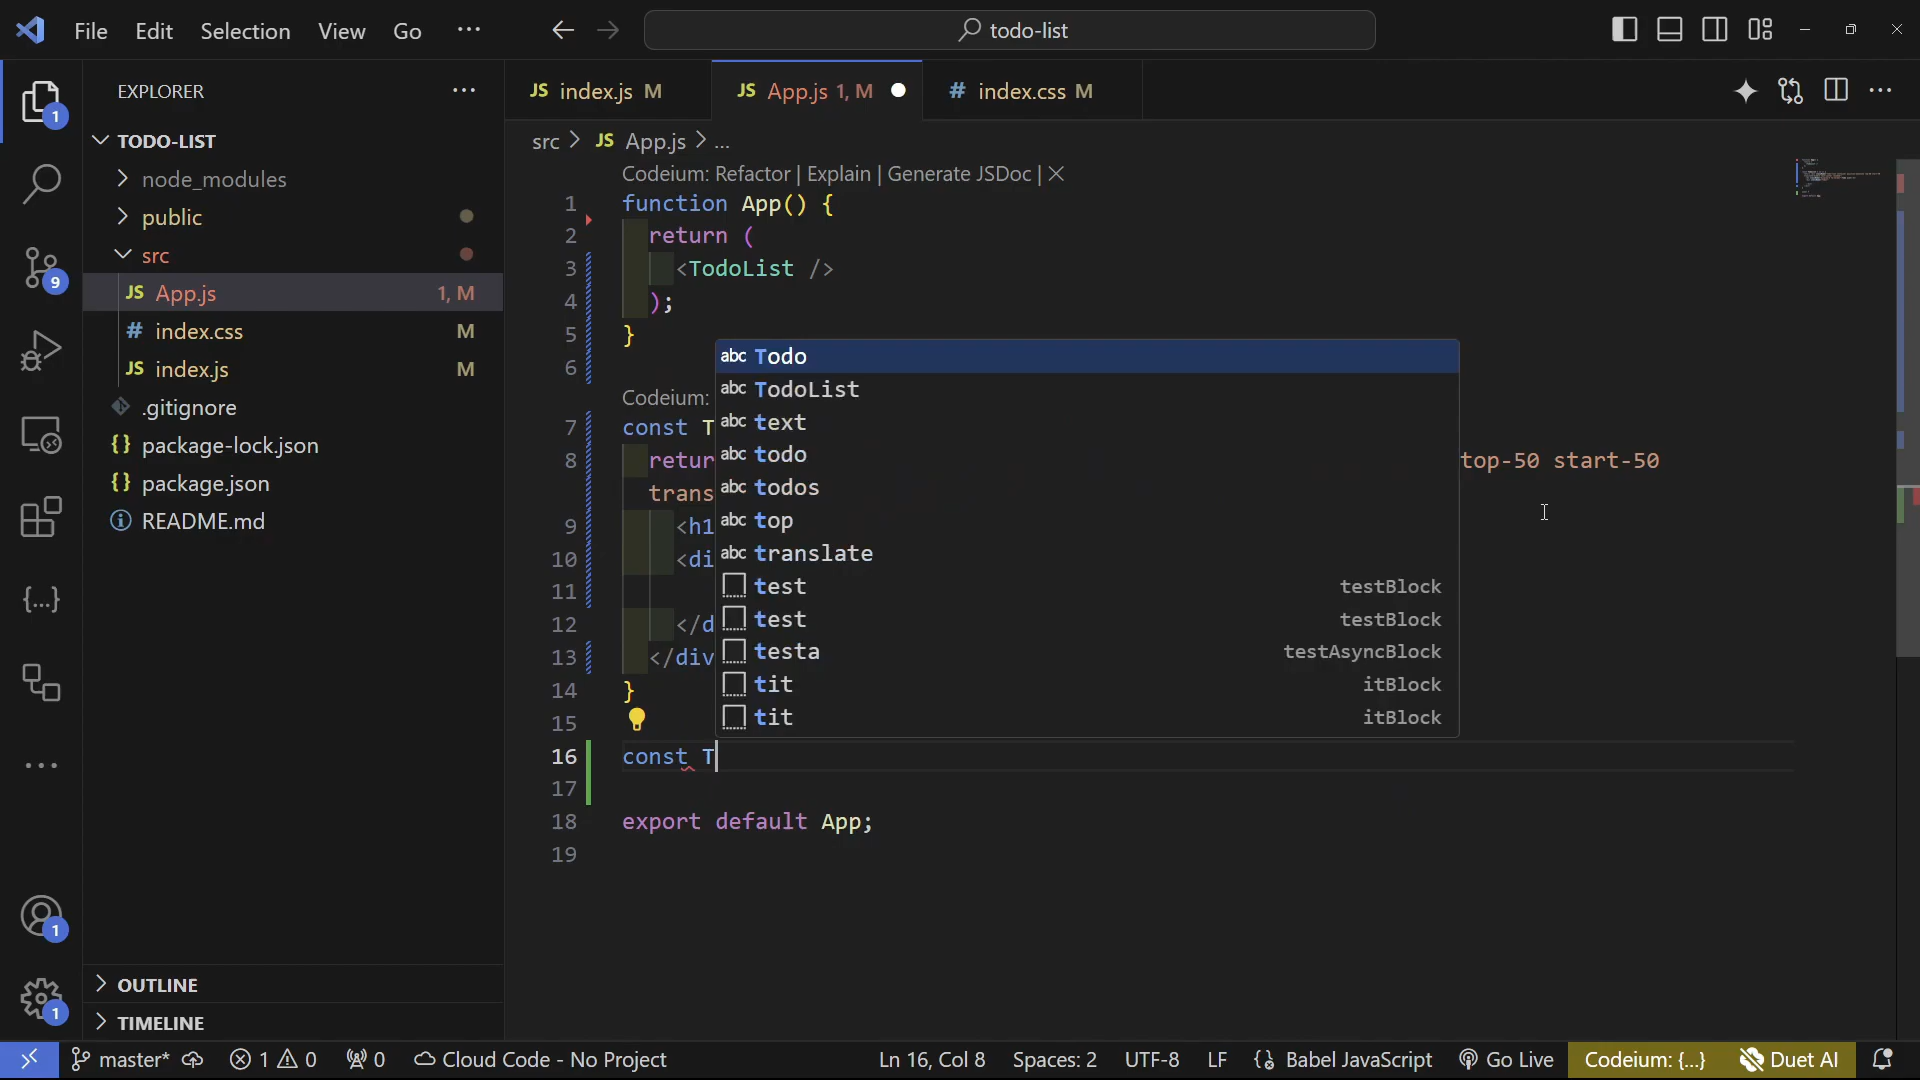 File Edit Selection View Go ...
todo-list
EXPLORER
TODO-LIST
node_modules
public
src
JS App.js 1, M
# index.css M
JS index.js M
.gitignore
{} package-lock.json
{} package.json
README.md
OUTLINE
TIMELINE
1
9
1
1
JS index.js M
JS App.js 1, M
# index.css M
src > JS App.js > ...
Codeium: Refactor | Explain | Generate JSDoc | ×
1 function App() {
2 return (
3 <TodoList />
4 );
5 }
6
Codeium:
7 const T
8 retur top-50 start-50
trans
9 <h1
10 <di
11
12 </d
13 </div
14 }
15
16 const T
17
18 export default App;
19
abc Todo
abc TodoList
abc text
abc todo
abc todos
abc top
abc translate
test testBlock
test testBlock
testa testAsyncBlock
tit itBlock
tit itBlock
master* 1 0 0 Cloud Code - No Project Ln 16, Col 8 Spaces: 2 UTF-8 LF Babel JavaScript Go Live Codeium: {...} Duet AI